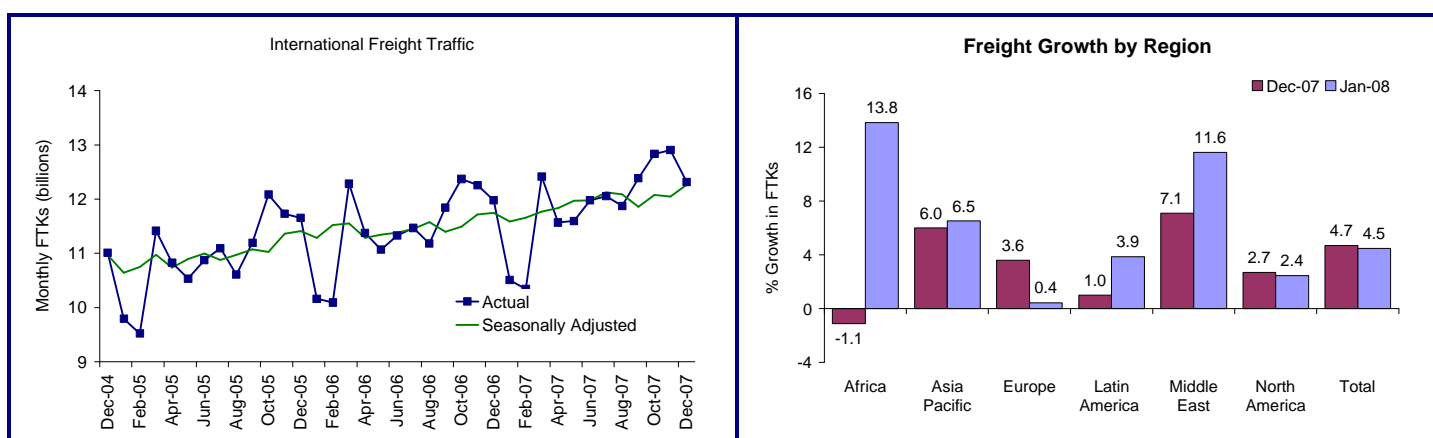 International Freight Traffic
Monthly FTKs (billions)
14
13
12
11
10
9
Actual
Seasonally Adjusted
Dec-04
Feb-05
Apr-05
Jun-05
Aug-05
Oct-05
Dec-05
Feb-06
Apr-06
Jun-06
Aug-06
Oct-06
Dec-06
Feb-07
Apr-07
Jun-07
Aug-07
Oct-07
Dec-07
Freight Growth by Region
Dec-07 Jan-08
% Growth in FTKs
16
12
8
4
0
-4
-1.1
13.8
6.0
6.5
3.6
0.4
1.0
3.9
7.1
11.6
2.7
2.4
4.7
4.5
Africa
Asia
Pacific
Europe
Latin
America
Middle
East
North
America
Total